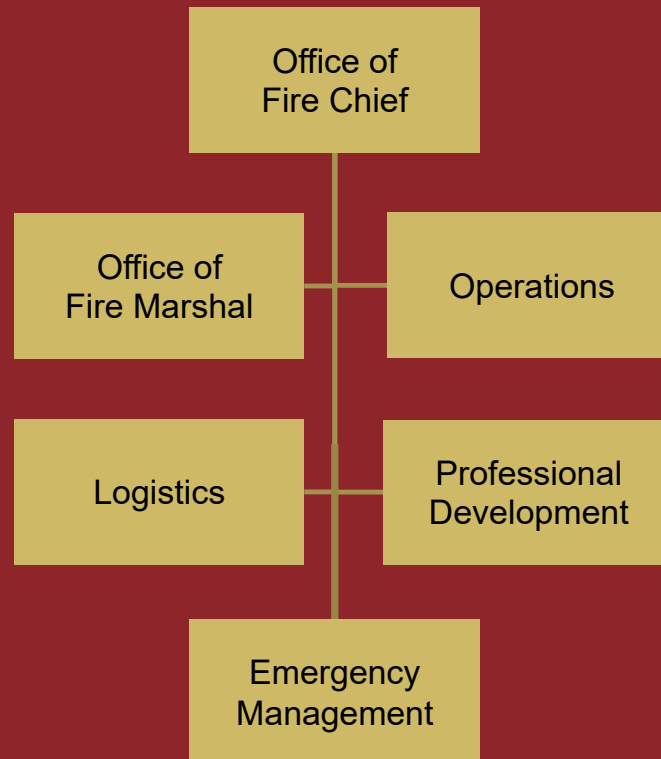 Office of
Fire Chief
Office of
Fire Marshal
Operations
Logistics
Professional
Development
Emergency
Management